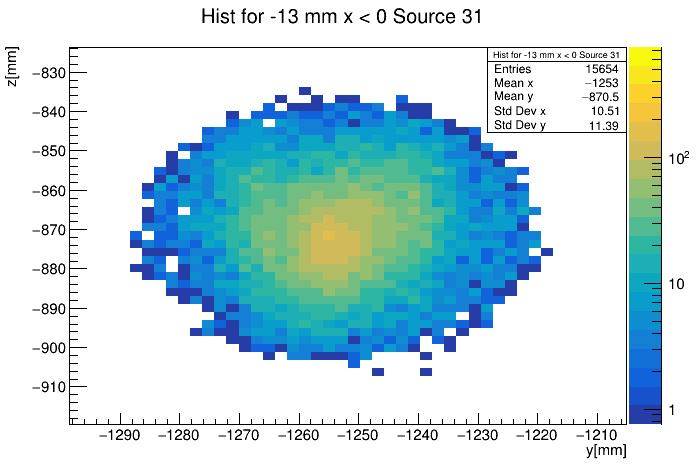 Hist for -13 mm x < 0 Source 31
z[mm]
Hist for -13 mm x < 0 Source 31
Entries 15654
Mean x −1253
Mean y −870.5
Std Dev x 10.51
Std Dev y 11.39
−830
−840
−850
−860
−870
−880
−890
−900
−910
10²
10
1
−1290 −1280 −1270 −1260 −1250 −1240 −1230 −1220 −1210
y[mm]